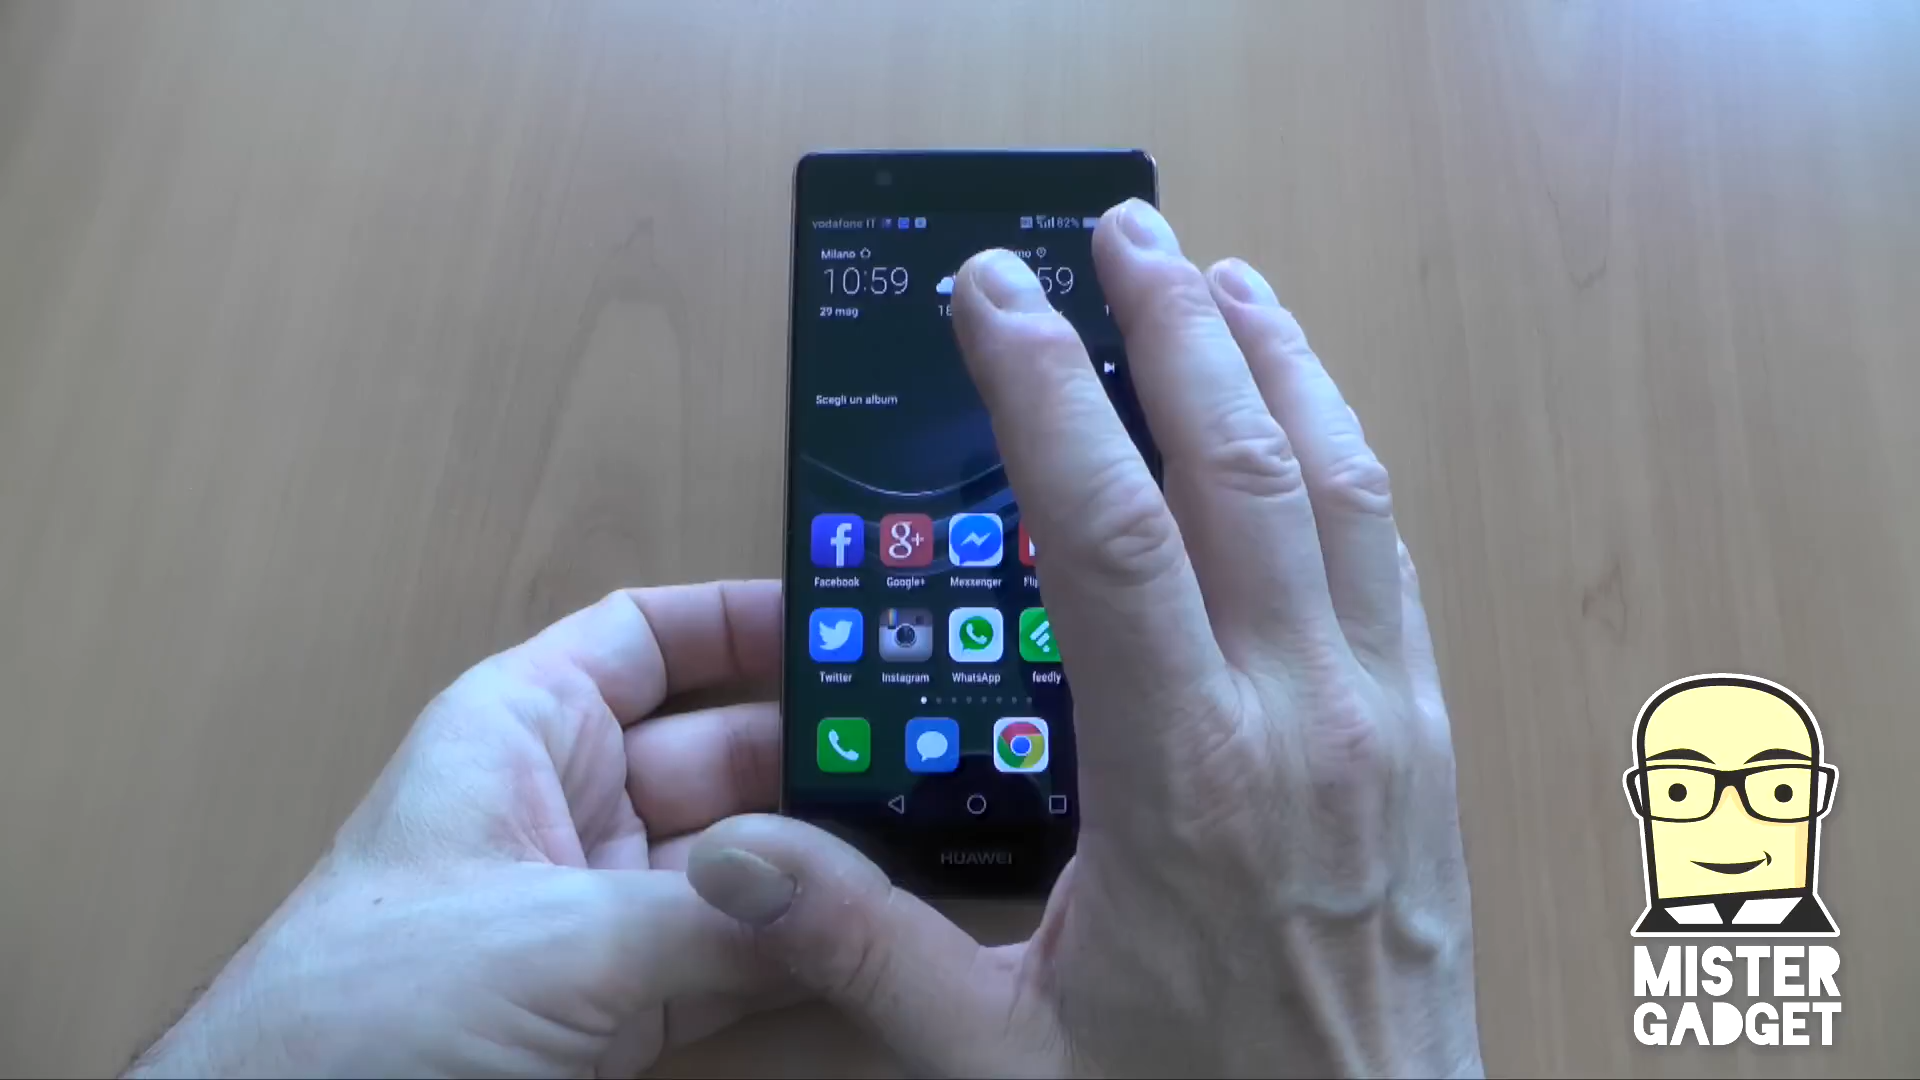 vodafone IT 82%
Milano
10:59
29 mag
59
Scegli un album
Facebook Google+ Messenger
Twitter Instagram WhatsApp feedly
HUAWEI
MISTER
GADGET